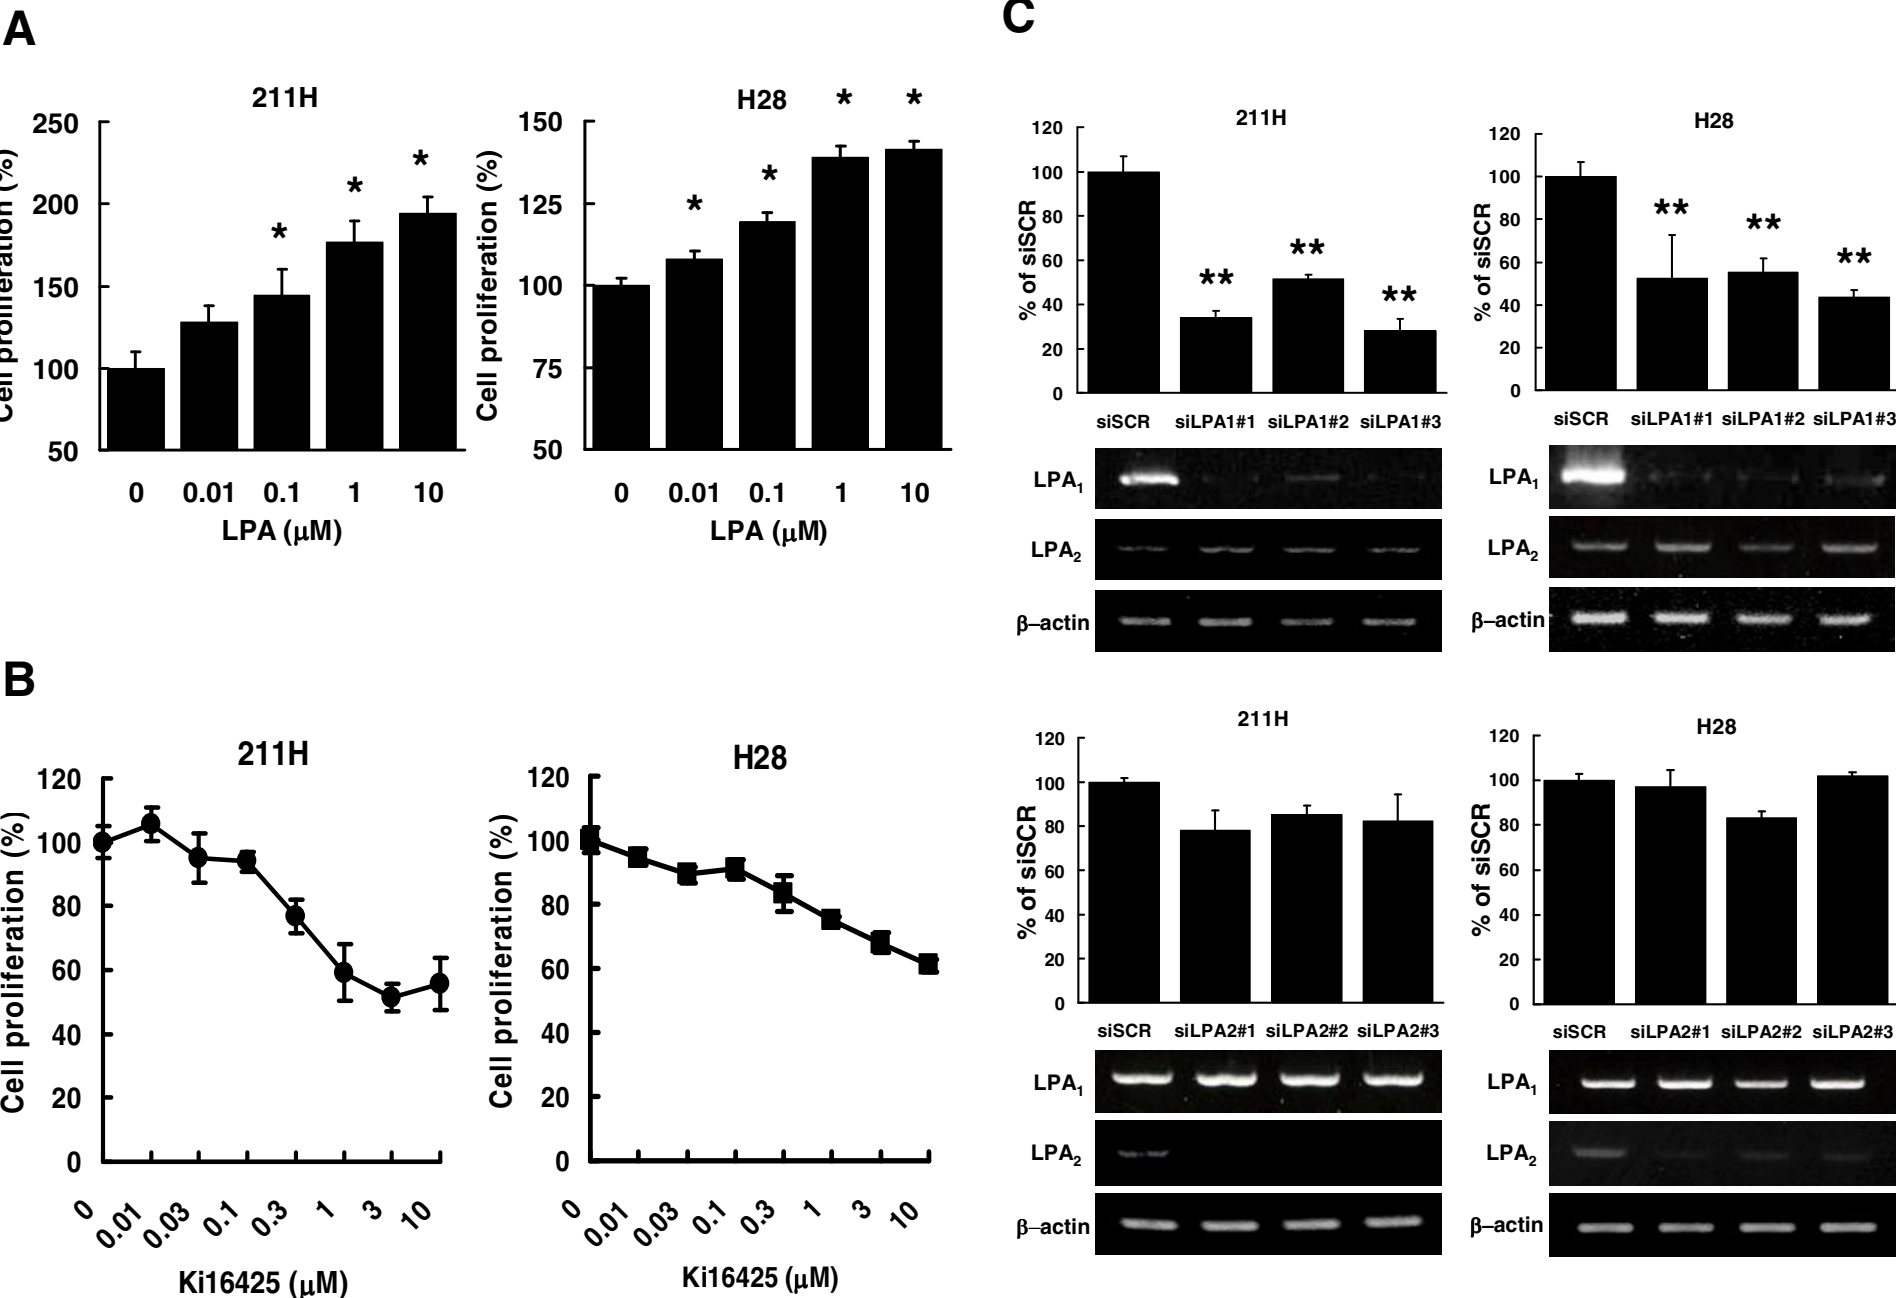 A
211H
Cell proliferation (%)
250
200
150
100
50
*
*
*
0 0.01 0.1 1 10
LPA (μM)
H28
Cell proliferation (%)
150
125
100
75
50
*
*
*
*
0 0.01 0.1 1 10
LPA (μM)
B
211H
Cell proliferation (%)
120
100
80
60
40
20
0
0 0.01 0.03 0.1 0.3 1 3 10
Ki16425 (μM)
H28
Cell proliferation (%)
120
100
80
60
40
20
0
0 0.01 0.03 0.1 0.3 1 3 10
Ki16425 (μM)
C
211H
% of siSCR
120
100
80
60
40
20
0
**
**
**
siSCR siLPA1#1 siLPA1#2 siLPA1#3
LPA₁
LPA₂
β–actin
H28
% of siSCR
120
100
80
60
40
20
0
**
**
**
siSCR siLPA1#1 siLPA1#2 siLPA1#3
LPA₁
LPA₂
β–actin
211H
% of siSCR
120
100
80
60
40
20
0
siSCR siLPA2#1 siLPA2#2 siLPA2#3
LPA₁
LPA₂
β–actin
H28
% of siSCR
120
100
80
60
40
20
0
siSCR siLPA2#1 siLPA2#2 siLPA2#3
LPA₁
LPA₂
β–actin